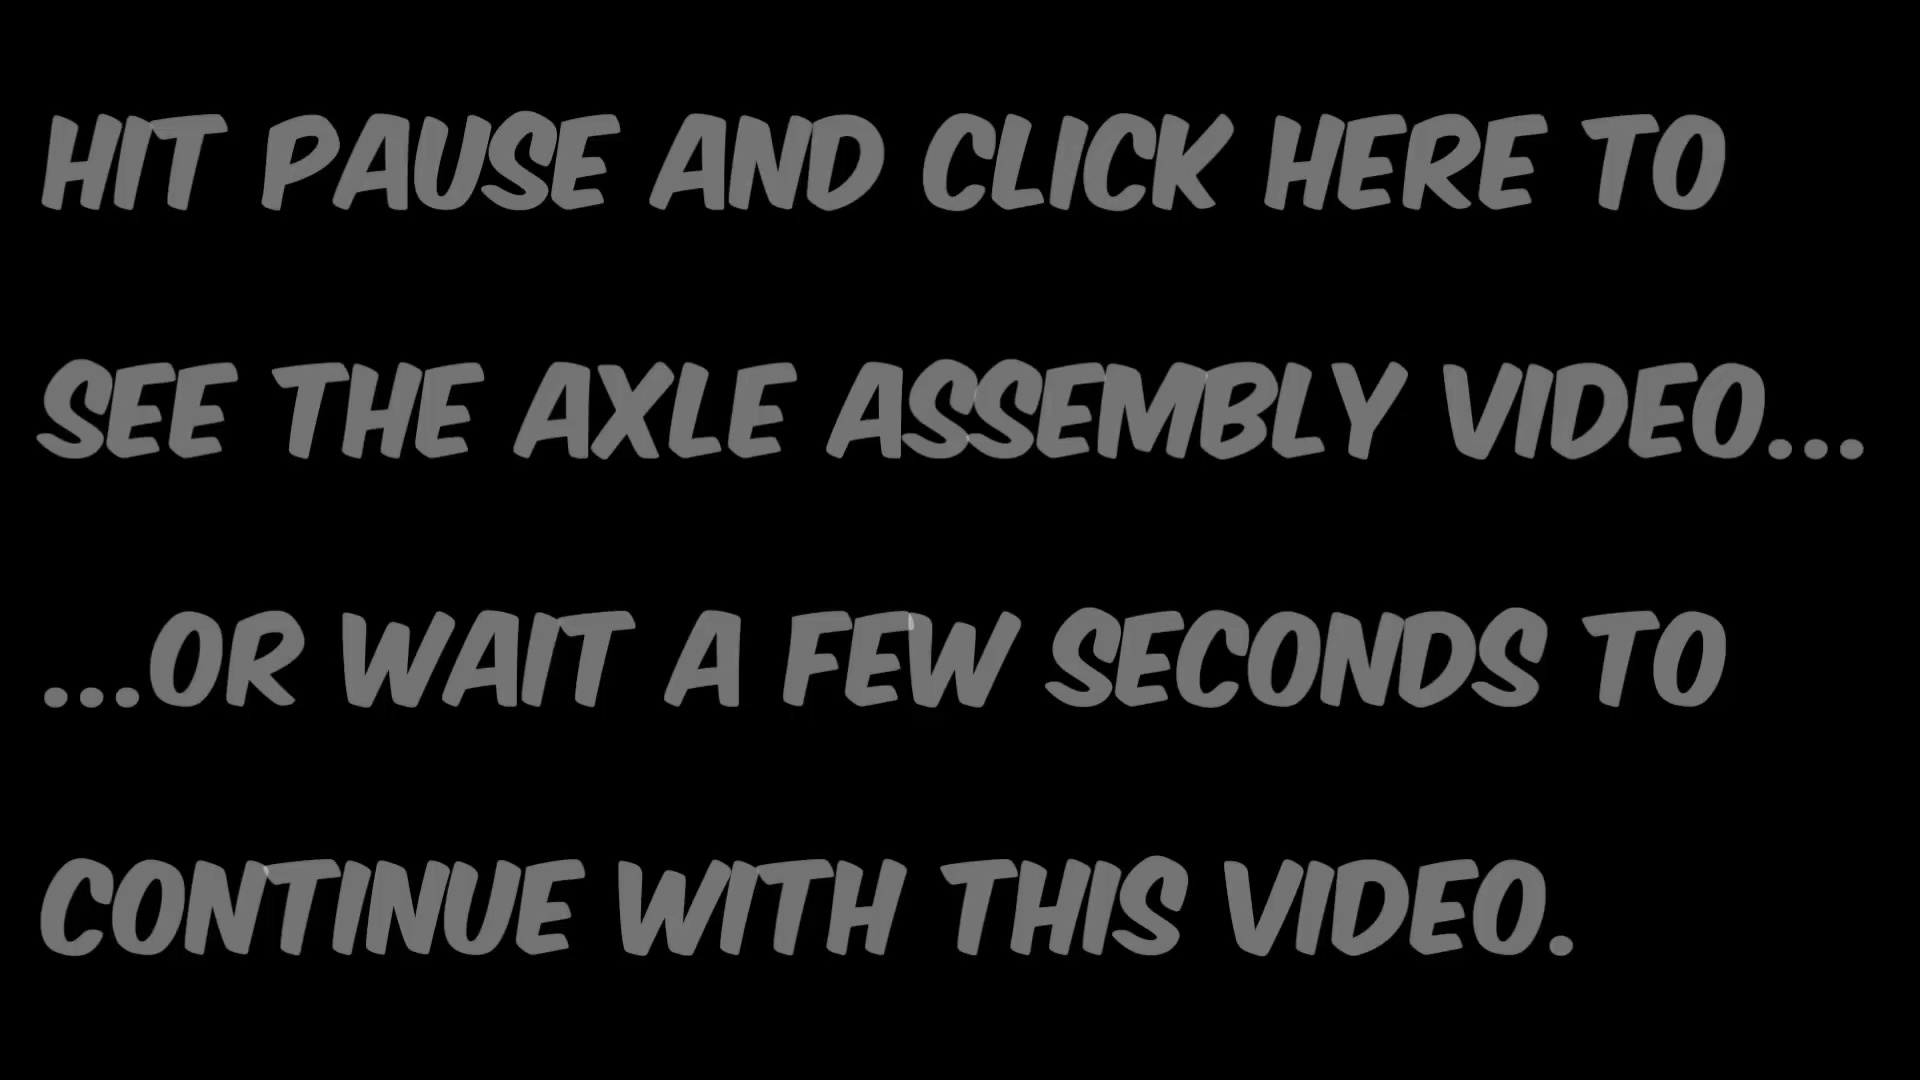 HIT PAUSE AND CLICK HERE TO
SEE THE AXLE ASSEMBLY VIDEO...
...OR WAIT A FEW SECONDS TO
CONTINUE WITH THIS VIDEO.